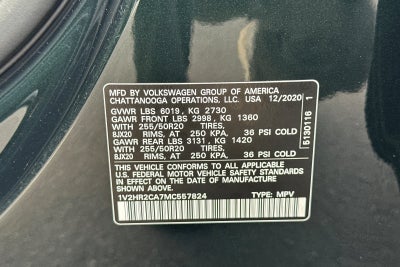 MFD BY VOLKSWAGEN GROUP OF AMERICA
CHATTANOOGA OPERATIONS, LLC. USA 12/2020
GVWR LBS 6019, KG 2730
GAWR FRONT LBS 2998, KG 1360
WITH 255/50R20 TIRES,
8JX20 RIMS, AT 250 KPA, 36 PSI COLD
GAWR REAR LBS 3131, KG 1420
WITH 255/50R20 TIRES,
8JX20 RIMS, AT 250 KPA, 36 PSI COLD
THIS VEHICLE CONFORMS TO ALL APPLICABLE
U.S. FEDERAL MOTOR VEHICLE SAFETY
STANDARDS IN EFFECT ON THE DATE OF
MANUFACTURE SHOWN ABOVE.
1V2HR2CA7MC557824 TYPE: MPV
5130116 1